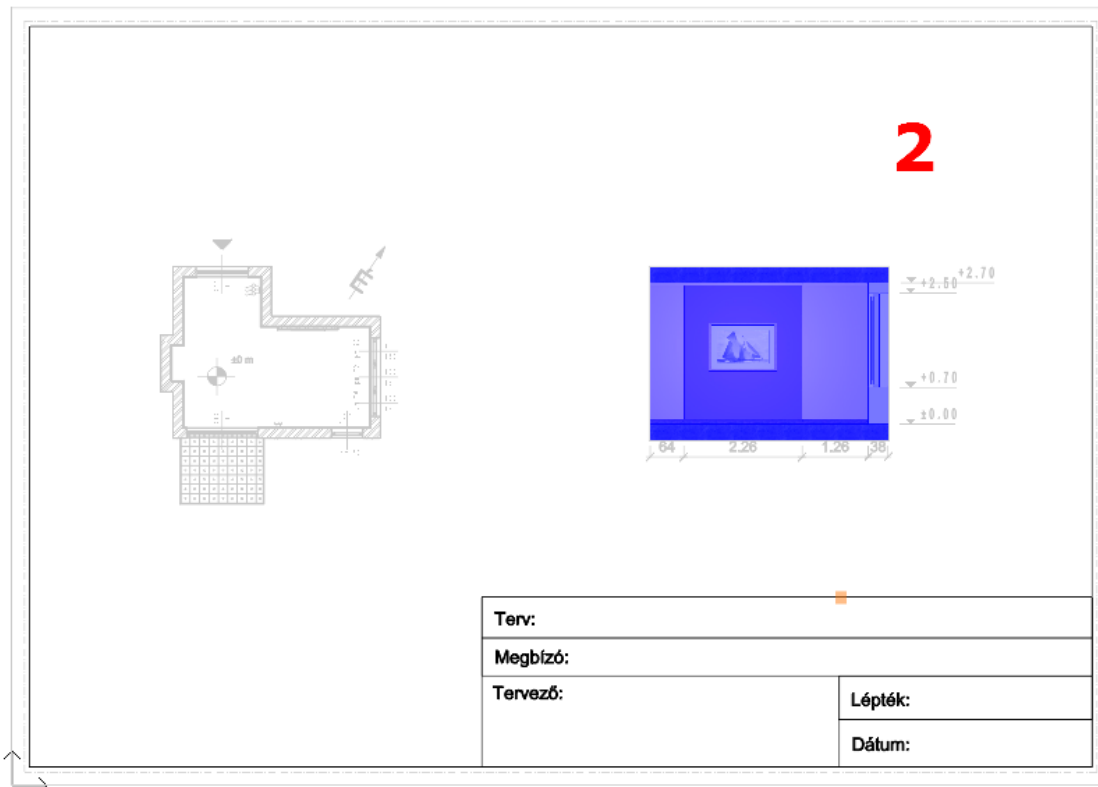 2
+2.70
+2.50
±0 m
+0.70
±0.00
64 2.26 1.26 38
Terv:
Megbízó:
Tervező:
Lépték:
Dátum: